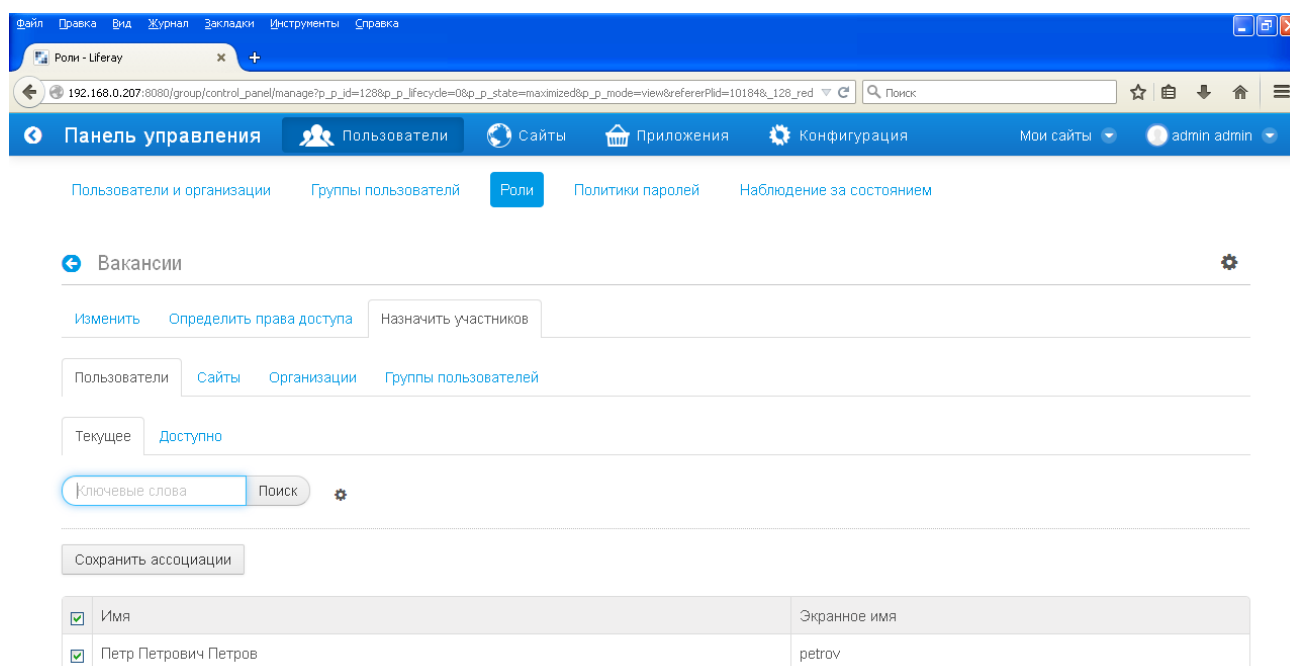 Файл Правка Вид Журнал Закладки Инструменты Справка
Роли - Liferay
192.168.0.207:8080/group/control_panel/manage?p_p_id=128&p_p_lifecycle=0&p_p_state=maximized&p_p_mode=view&refererPlid=10184&_128_red Поиск
Панель управления Пользователи Сайты Приложения Конфигурация Мои сайты admin admin
Пользователи и организации Группы пользователй Роли Политики паролей Наблюдение за состоянием
Вакансии
Изменить Определить права доступа Назначить участников
Пользователи Сайты Организации Группы пользователей
Текущее Доступно
Ключевые слова Поиск
Сохранить ассоциации
Имя Экранное имя
Петр Петрович Петров petrov